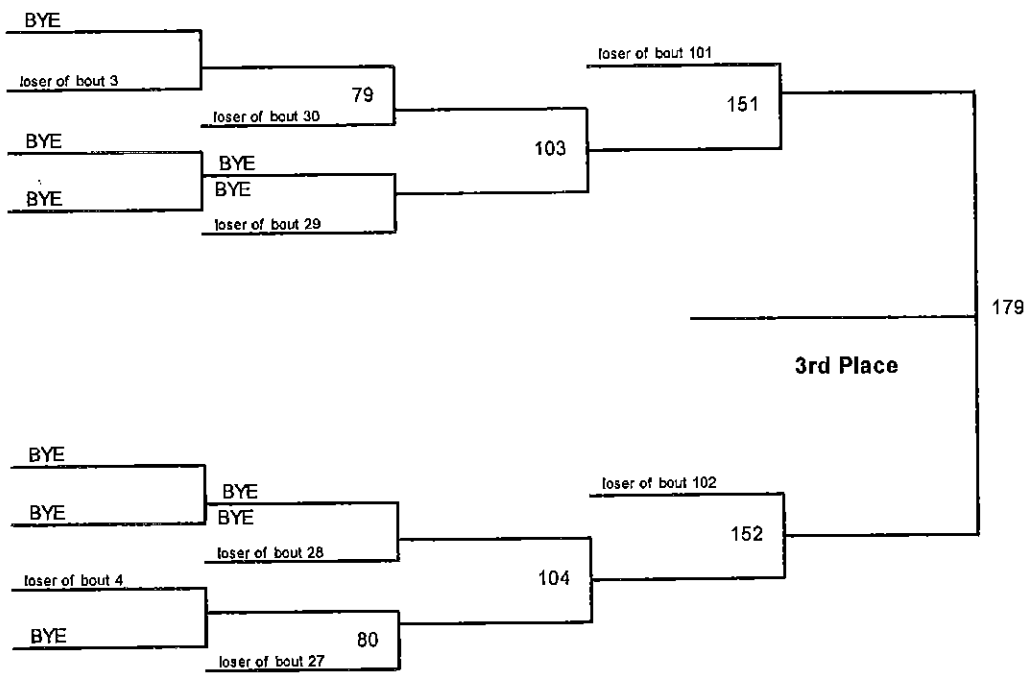 BYE
loser of bout 3
loser of bout 30
79
BYE
BYE
BYE
BYE
loser of bout 29
103
loser of bout 101
151
179
3rd Place
BYE
BYE
BYE
BYE
loser of bout 28
loser of bout 4
BYE
80
loser of bout 27
104
loser of bout 102
152